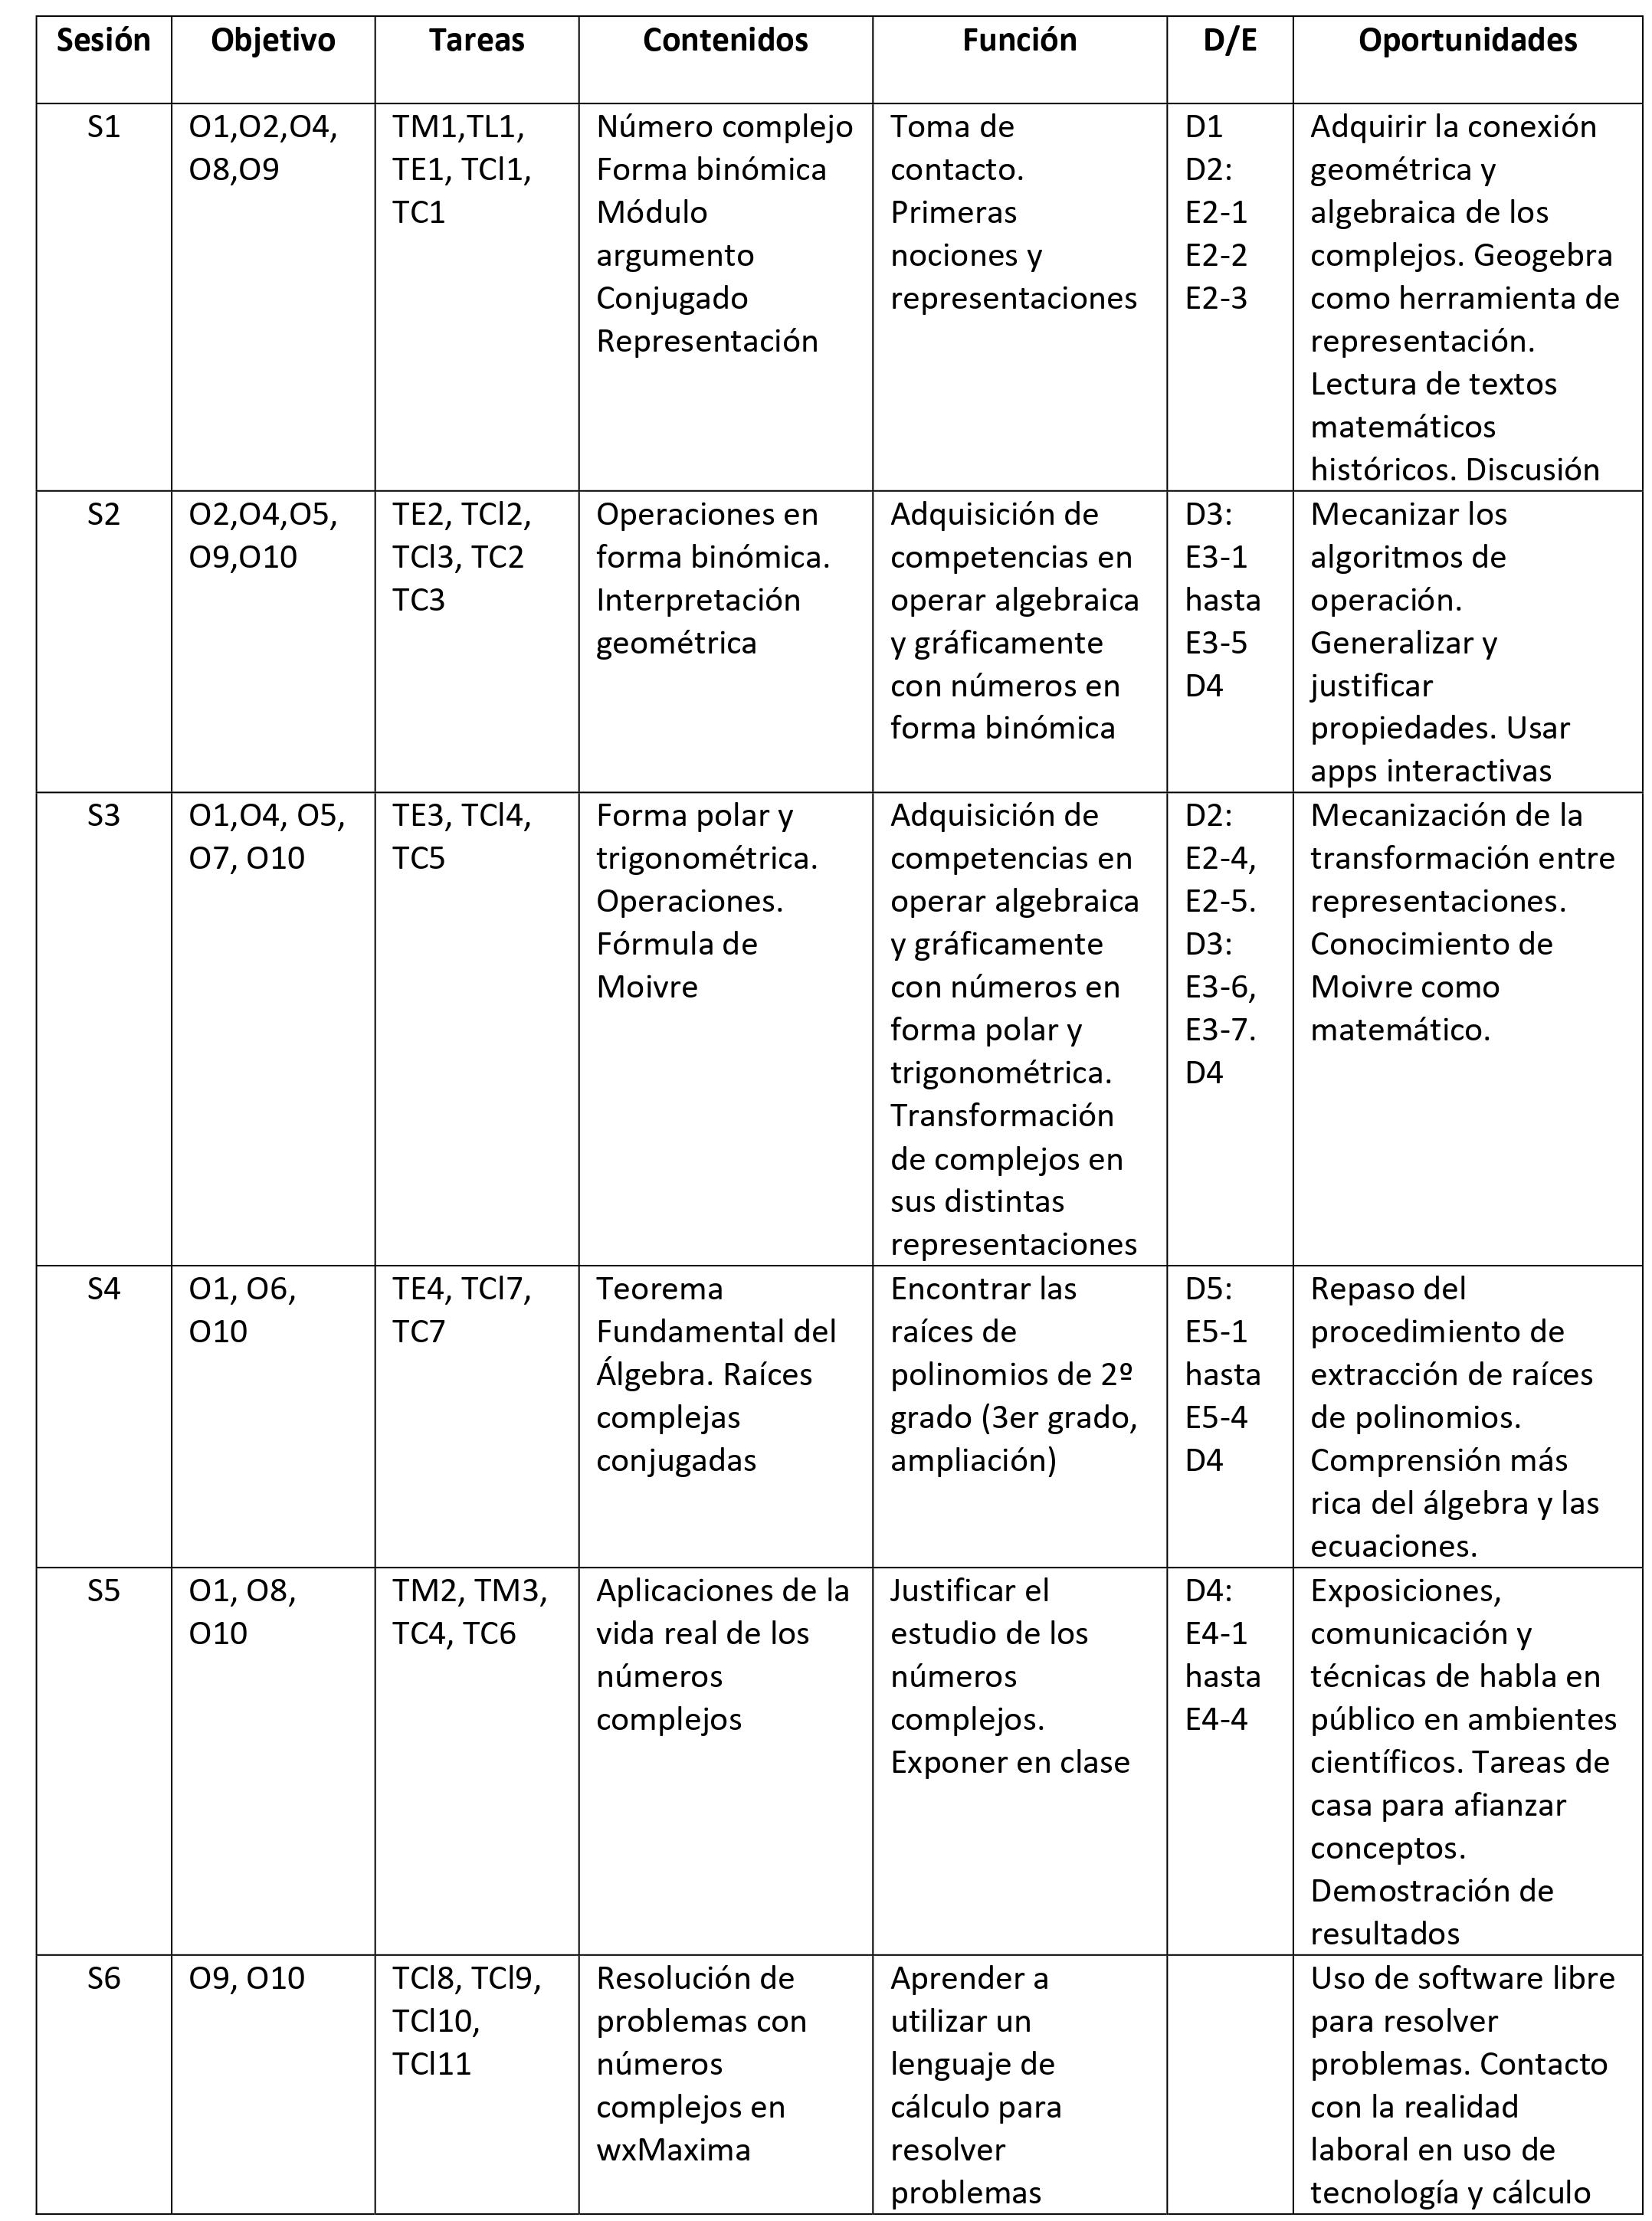 Sesión Objetivo Tareas Contenidos Función D/E Oportunidades
S1
O1,O2,O4,
O8,O9
TM1,TL1,
TE1, TCl1,
TC1
Número complejo
Forma binómica
Módulo
argumento
Conjugado
Representación
Toma de
contacto.
Primeras
nociones y
representaciones
D1
D2:
E2-1
E2-2
E2-3
Adquirir la conexión
geométrica y
algebraica de los
complejos. Geogebra
como herramienta de
representación.
Lectura de textos
matemáticos
históricos. Discusión
S2
O2,O4,O5,
O9,O10
TE2, TCl2,
TCl3, TC2
TC3
Operaciones en
forma binómica.
Interpretación
geométrica
Adquisición de
competencias en
operar algebraica
y gráficamente
con números en
forma binómica
D3:
E3-1
hasta
E3-5
D4
Mecanizar los
algoritmos de
operación.
Generalizar y
justificar
propiedades. Usar
apps interactivas
S3
O1,O4, O5,
O7, O10
TE3, TCl4,
TC5
Forma polar y
trigonométrica.
Operaciones.
Fórmula de
Moivre
Adquisición de
competencias en
operar algebraica
y gráficamente
con números en
forma polar y
trigonométrica.
Transformación
de complejos en
sus distintas
representaciones
D2:
E2-4,
E2-5.
D3:
E3-6,
E3-7.
D4
Mecanización de la
transformación entre
representaciones.
Conocimiento de
Moivre como
matemático.
S4
O1, O6,
O10
TE4, TCl7,
TC7
Teorema
Fundamental del
Álgebra. Raíces
complejas
conjugadas
Encontrar las
raíces de
polinomios de 2º
grado (3er grado,
ampliación)
D5:
E5-1
hasta
E5-4
D4
Repaso del
procedimiento de
extracción de raíces
de polinomios.
Comprensión más
rica del álgebra y las
ecuaciones.
S5
O1, O8,
O10
TM2, TM3,
TC4, TC6
Aplicaciones de la
vida real de los
números
complejos
Justificar el
estudio de los
números
complejos.
Exponer en clase
D4:
E4-1
hasta
E4-4
Exposiciones,
comunicación y
técnicas de habla en
público en ambientes
científicos. Tareas de
casa para afianzar
conceptos.
Demostración de
resultados
S6
O9, O10
TCl8, TCl9,
TCl10,
TCl11
Resolución de
problemas con
números
complejos en
wxMaxima
Aprender a
utilizar un
lenguaje de
cálculo para
resolver
problemas
Uso de software libre
para resolver
problemas. Contacto
con la realidad
laboral en uso de
tecnología y cálculo